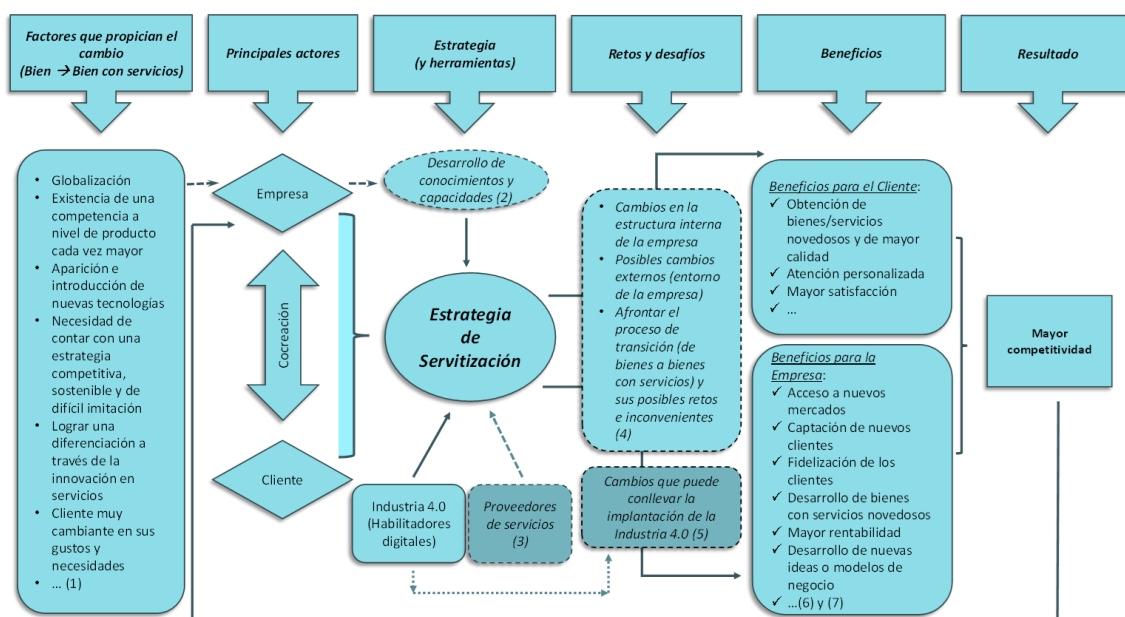 Factores que propician el
cambio
(Bien → Bien con servicios)
Principales actores
Estrategia
(y herramientas)
Retos y desafíos
Beneficios
Resultado
• Globalización
• Existencia de una
competencia a
nivel de producto
cada vez mayor
• Aparición e
introducción de
nuevas tecnologías
• Necesidad de
contar con una
estrategia
competitiva,
sostenible y de
difícil imitación
• Lograr una
diferenciación a
través de la
innovación en
servicios
• Cliente muy
cambiante en sus
gustos y
necesidades
• ... (1)
Empresa
Cocreación
Cliente
Desarrollo de
conocimientos y
capacidades (2)
Estrategia
de
Servitización
Industria 4.0
(Habilitadores
digitales)
Proveedores
de servicios
(3)
• Cambios en la
estructura interna
de la empresa
• Posibles cambios
externos (entorno
de la empresa)
• Afrontar el
proceso de
transición (de
bienes a bienes
con servicios) y
sus posibles retos
e inconvenientes
(4)
Cambios que puede
conllevar la
implantación de la
Industria 4.0 (5)
Beneficios para el Cliente:
✓ Obtención de
bienes/servicios
novedosos y de mayor
calidad
✓ Atención personalizada
✓ Mayor satisfacción
✓ ...
Beneficios para la
Empresa:
✓ Acceso a nuevos
mercados
✓ Captación de nuevos
clientes
✓ Fidelización de los
clientes
✓ Desarrollo de bienes
con servicios novedosos
✓ Mayor rentabilidad
✓ Desarrollo de nuevas
ideas o modelos de
negocio
✓ ...(6) y (7)
Mayor
competitividad